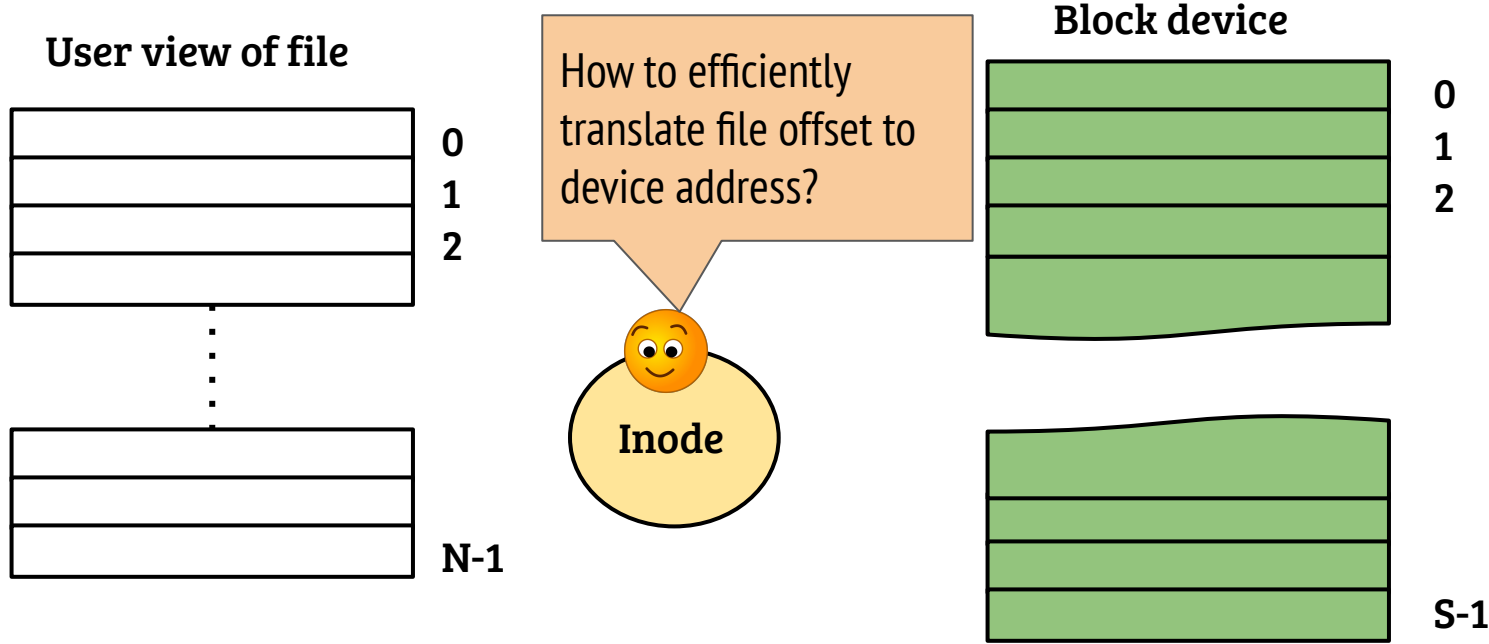 User view of file
0
1
2
N-1
How to efficiently
translate file offset to
device address?
Inode
Block device
0
1
2
S-1